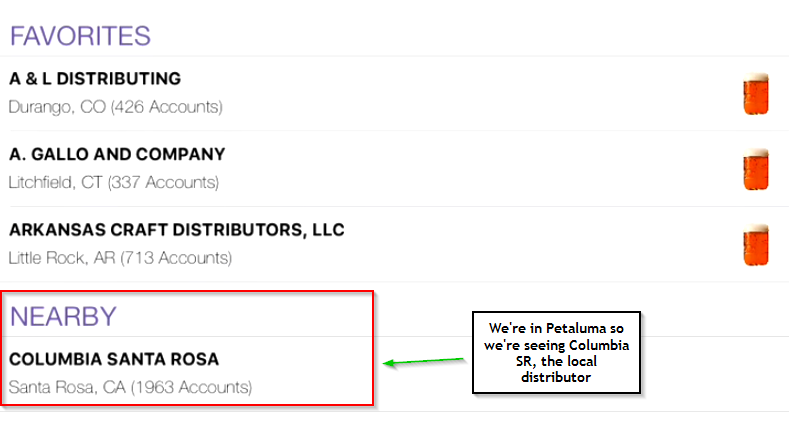 FAVORITES
A & L DISTRIBUTING
Durango, CO (426 Accounts)
A. GALLO AND COMPANY
Litchfield, CT (337 Accounts)
ARKANSAS CRAFT DISTRIBUTORS, LLC
Little Rock, AR (713 Accounts)
NEARBY
COLUMBIA SANTA ROSA
Santa Rosa, CA (1963 Accounts)
We're in Petaluma so
we're seeing Columbia
SR, the local
distributor